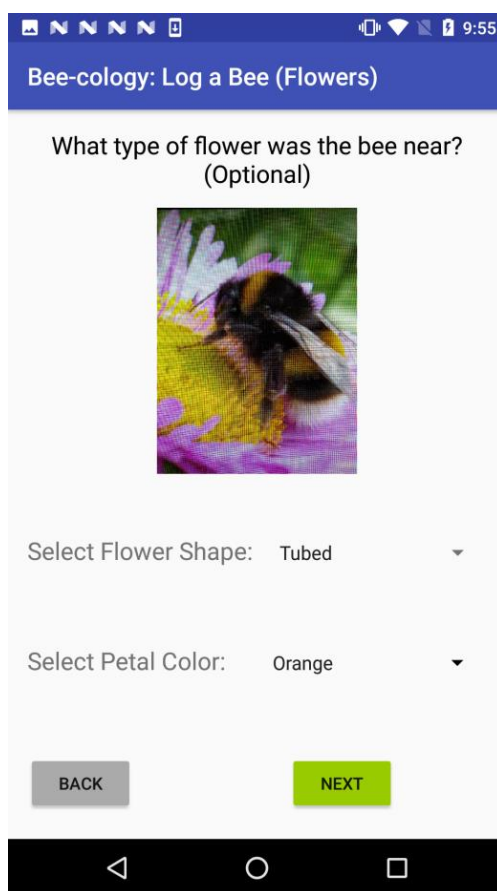 9:55
Bee-cology: Log a Bee (Flowers)
What type of flower was the bee near?
(Optional)
Select Flower Shape: Tubed
Select Petal Color: Orange
BACK NEXT